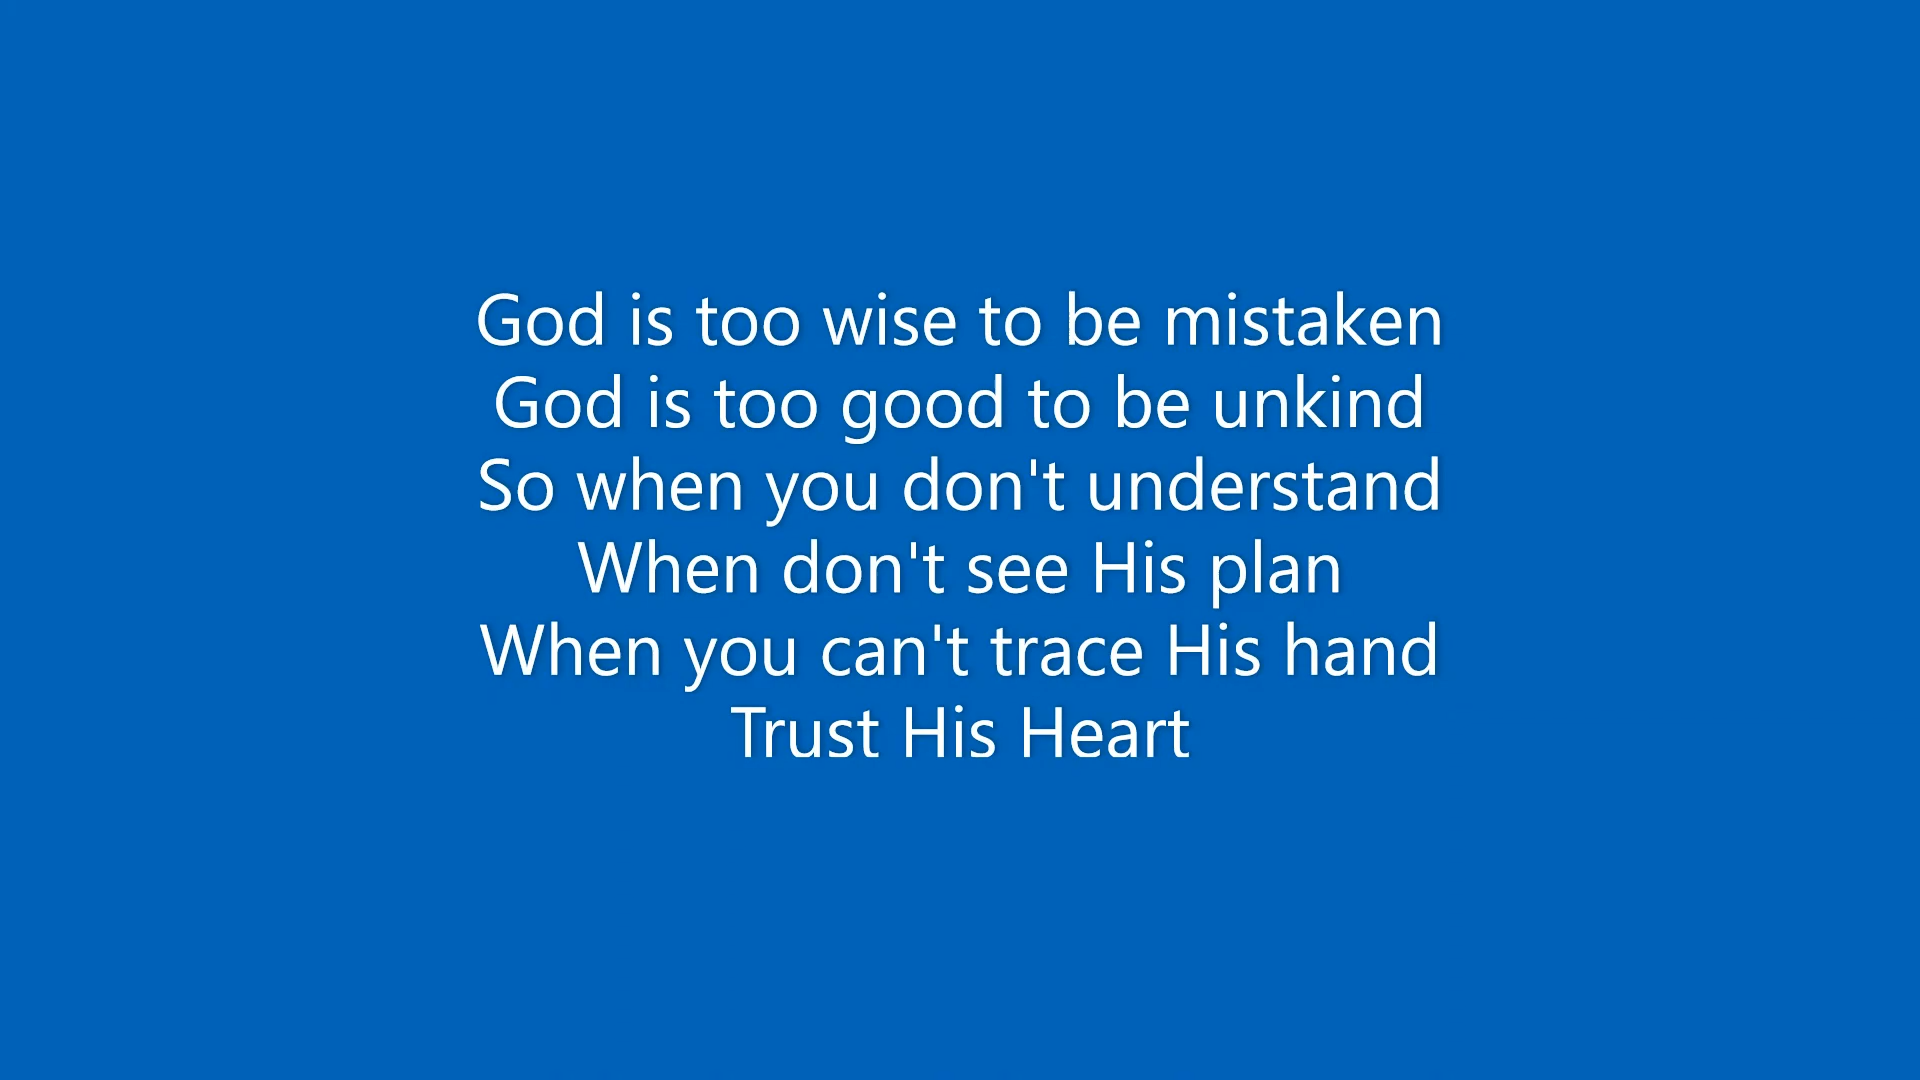 God is too wise to be mistaken
God is too good to be unkind
So when you don't understand
When don't see His plan
When you can't trace His hand
Trust His Heart